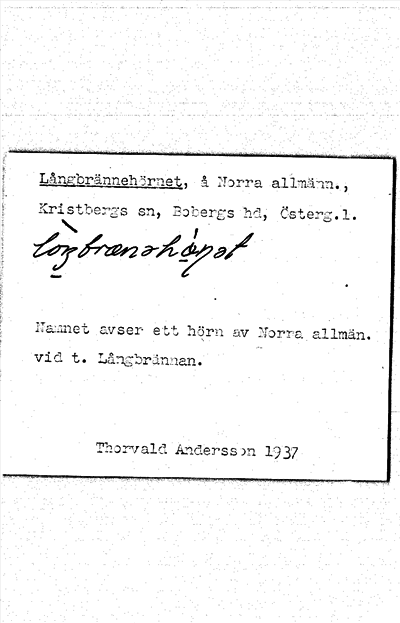 Långbrännehörnet, å Norra allmänn.,
Kristbergs sn, Bobergs hd, Österg.l.
Namnet avser ett hörn av Norra allmän.
vid t. Långbrännan.
Thorvald Andersson 1937